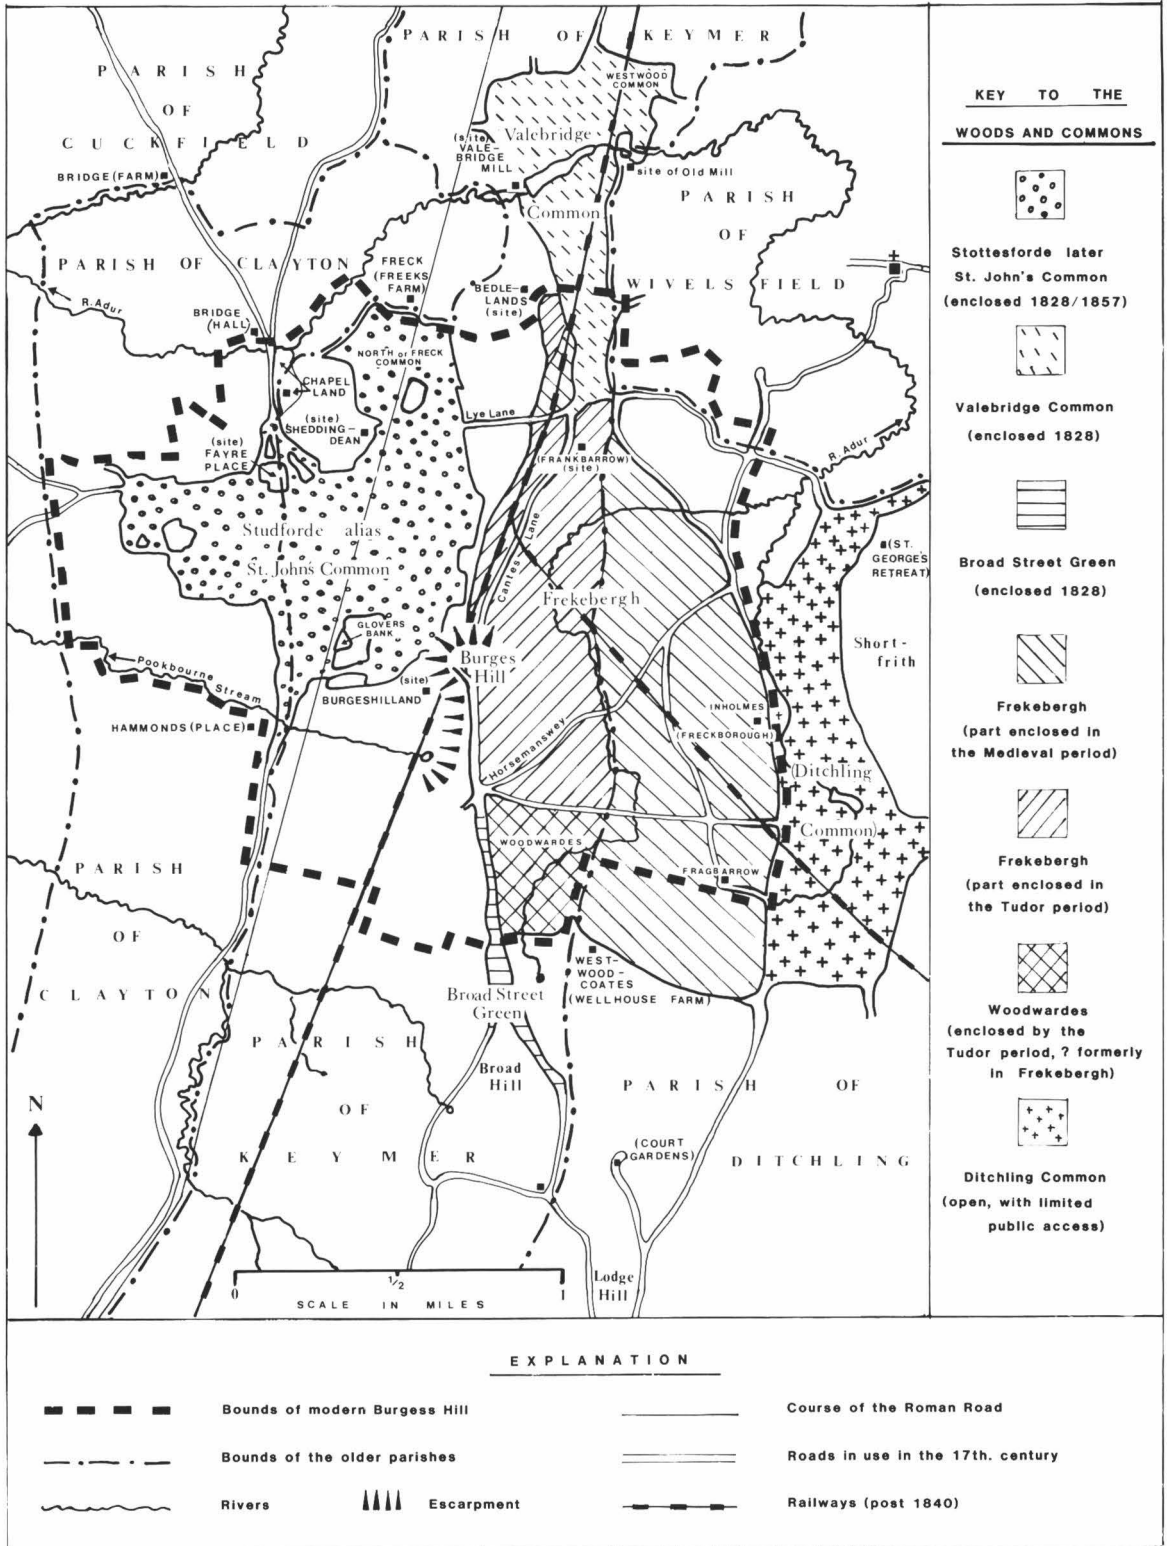 PARISH OF KEYMER
PARISH
OF
CUCKFIELD
WESTWOOD
COMMON
(site)
VALE-
BRIDGE
MILL
Valebridge
Common
BRIDGE (FARM)
site of Old Mill
PARISH
OF
WIVELSFIELD
PARISH OF CLAYTON
R. Adur
FRECK
(FREEKS
FARM)
BEDLE-
LANDS
(site)
BRIDGE
(HALL)
NORTH or FRECK
COMMON
CHAPEL
LAND
(site)
SHEDDING-
DEAN
(site)
FAYRE
PLACE
Lye Lane
(FRANKBARROW)
(site)
R. Adur
Studforde alias
St. John's Common
Cantes Lane
Frekebergh
(ST.
GEORGE'S
RETREAT)
Short-
frith
GLOVERS
BANK
Burges
Hill
(site)
BURGESHILLAND
Pookbourne
Stream
HAMMONDS (PLACE)
INHOLMES
(FRECKBOROUGH)
Horsemanswey
(Ditchling
Common)
WOODWARDES
FRAGBARROW
PARISH
OF
CLAYTON
WEST-
WOOD-
COATES
(WELLHOUSE FARM)
Broad Street
Green
Broad
Hill
PARISH
OF
KEYMER
PARISH OF
DITCHLING
(COURT
GARDENS)
Lodge
Hill
N
0 1/2 1
SCALE IN MILES
KEY TO THE
WOODS AND COMMONS
Stottesforde later
St. John's Common
(enclosed 1828/1857)
Valebridge Common
(enclosed 1828)
Broad Street Green
(enclosed 1828)
Frekebergh
(part enclosed in
the Medieval period)
Frekebergh
(part enclosed in
the Tudor period)
Woodwardes
(enclosed by the
Tudor period, ? formerly
in Frekebergh)
Ditchling Common
(open, with limited
public access)
EXPLANATION
Bounds of modern Burgess Hill
Bounds of the older parishes
Rivers
Escarpment
Course of the Roman Road
Roads in use in the 17th. century
Railways (post 1840)